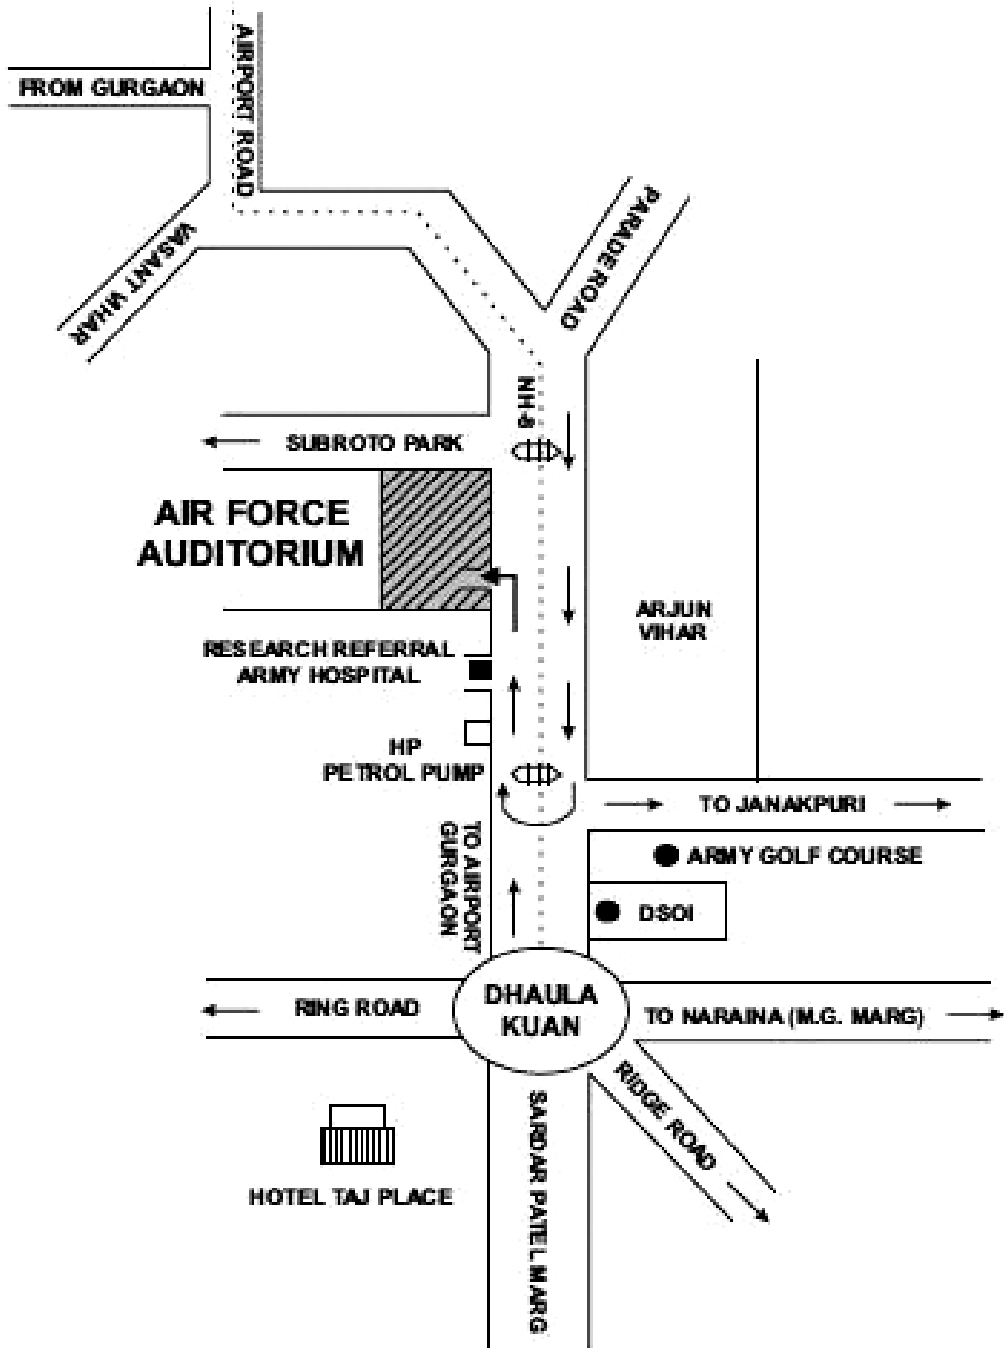 AIRPORT ROAD
FROM GURGAON
VASANT VIHAR
PARADE ROAD
NH-8
SUBROTO PARK
AIR FORCE
AUDITORIUM
ARJUN
VIHAR
RESEARCH REFERRAL
ARMY HOSPITAL
HP
PETROL PUMP
TO JANAKPURI
TO AIRPORT
GURGAON
ARMY GOLF COURSE
DSOI
DHAULA
KUAN
RING ROAD
TO NARAINA (M.G. MARG)
RIDGE ROAD
SARDAR PATEL MARG
HOTEL TAJ PLACE